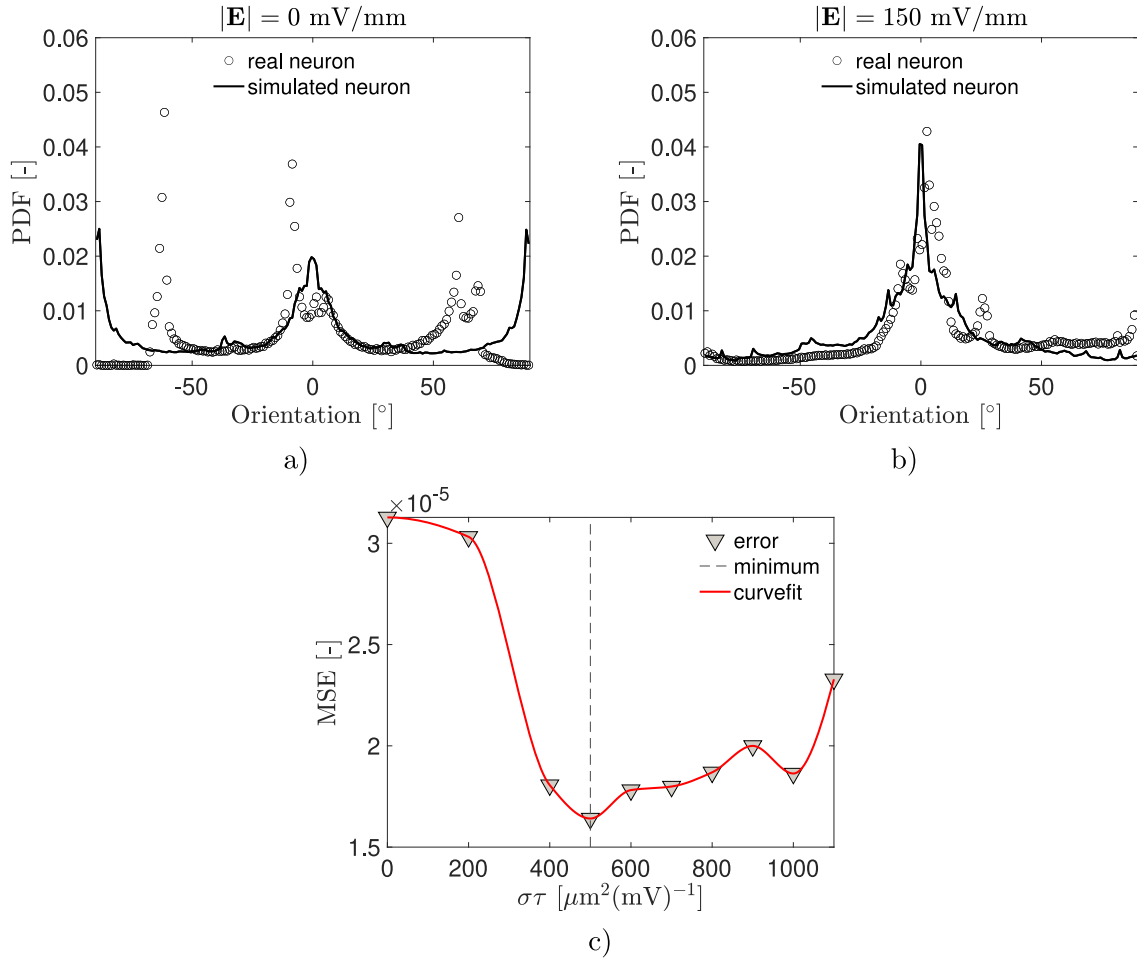 |E| = 0 mV/mm
0.06
0.05
0.04
0.03
0.02
0.01
0
PDF [-]
real neuron
simulated neuron
-50 0 50
Orientation [°]
a)
|E| = 150 mV/mm
0.06
0.05
0.04
0.03
0.02
0.01
0
PDF [-]
real neuron
simulated neuron
-50 0 50
Orientation [°]
b)
× 10⁻⁵
3
2.5
2
1.5
MSE [-]
error
minimum
curvefit
0 200 400 600 800 1000
στ [μm²(mV)⁻¹]
c)